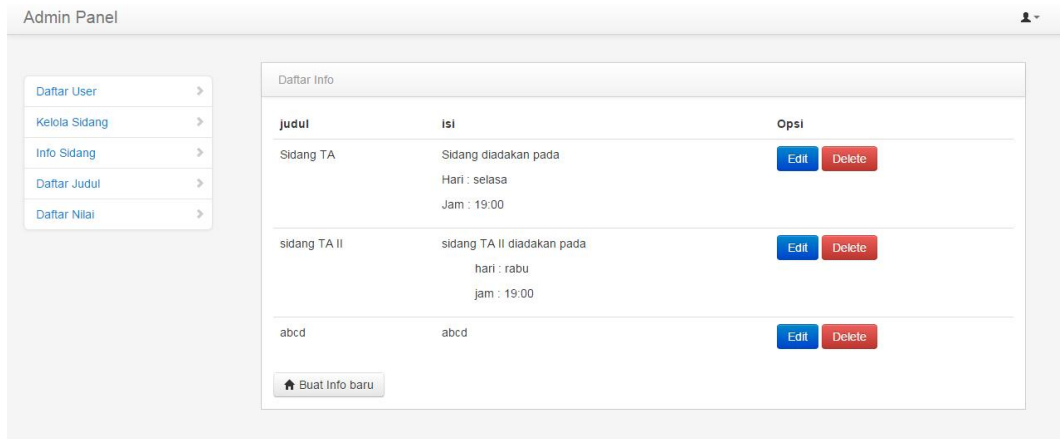 Admin Panel
Daftar User
Kelola Sidang
Info Sidang
Daftar Judul
Daftar Nilai
Daftar Info
judul isi Opsi
Sidang TA Sidang diadakan pada Edit Delete
Hari : selasa
Jam : 19:00
sidang TA II sidang TA II diadakan pada Edit Delete
hari : rabu
jam : 19:00
abcd abcd Edit Delete
Buat Info baru